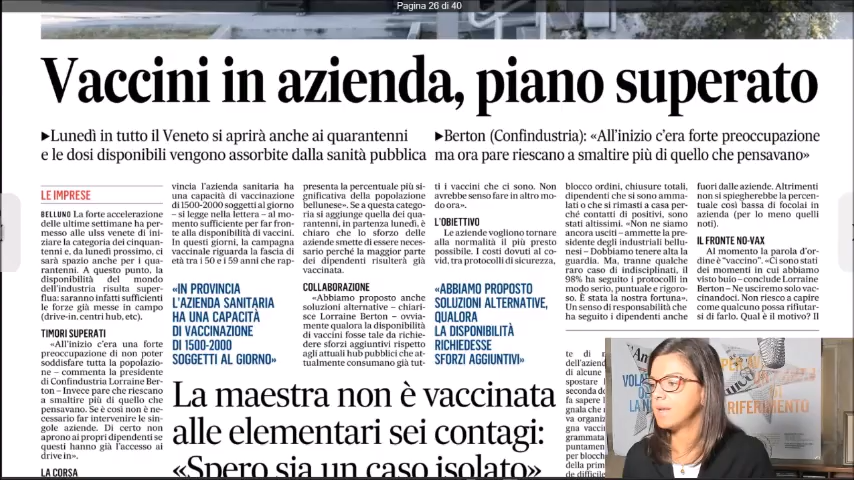 Pagina 26 di 40
Vaccini in azienda, piano superato
▶Lunedì in tutto il Veneto si aprirà anche ai quarantenni
e le dosi disponibili vengono assorbite dalla sanità pubblica
▶Berton (Confindustria): «All'inizio c'era forte preoccupazione
ma ora pare riescano a smaltire più di quello che pensavano»
LE IMPRESE
BELLUNO La forte accelerazione
delle ultime settimane ha per-
messo alle ulss venete di ini-
ziare la categoria dei cinquan-
tenni e, da lunedì prossimo, ci
sarà spazio anche per i qua-
rantenni. A questo punto, la
disponibilità del mondo
dell'industria risulta super-
flua: saranno infatti sufficienti
le forze già messe in campo
(drive-in, centri hub, etc).
TIMORI SUPERATI
«All'inizio c'era una forte
preoccupazione di non poter
soddisfare tutta la popolazio-
ne – commenta la presidente
di Confindustria Lorraine Ber-
ton – Invece pare che riescano
a smaltire più di quello che
pensavano. Se è così non è ne-
cessario far intervenire le sin-
gole aziende. Di certo non
aprono ai propri dipendenti se
questi hanno già l'accesso ai
drive in».
LA CORSA
vincia l'azienda sanitaria ha
una capacità di vaccinazione
di 1500-2000 soggetti al giorno
– si legge nella lettera – al mo-
mento sufficiente per far fronte
alla disponibilità di vaccini.
In questi giorni, la campagna
vaccinale riguarda la fascia di
età tra i 50 e i 59 anni che rap-
«IN PROVINCIA
L'AZIENDA SANITARIA
HA UNA CAPACITÀ
DI VACCINAZIONE
DI 1500-2000
SOGGETTI AL GIORNO»
presenta la percentuale più si-
gnificativa della popolazione
bellunese». Se a questa catego-
ria si aggiunge quella dei qua-
rantenni, in partenza lunedì, è
chiaro che lo sforzo delle
aziende smette di essere neces-
sario perché la maggior parte
dei dipendenti risulterà già
vaccinata.
COLLABORAZIONE
«Abbiamo proposto anche
soluzioni alternative – chiari-
sce Lorraine Berton –
ovviamente qualora la disponibilità
di vaccini fosse tale da richie-
dere sforzi aggiuntivi rispetto
agli attuali hub pubblici che at-
tualmente consumano già tut-
ti i vaccini che ci sono. Non
avrebbe senso fare in altro mo-
do ora».
L'OBIETTIVO
Le aziende vogliono tornare
alla normalità il più presto
possibile. I costi dovuti al co-
vid, tra protocolli di sicurezza,
«ABBIAMO PROPOSTO
SOLUZIONI ALTERNATIVE,
QUALORA
LA DISPONIBILITÀ
RICHIEDESSE
SFORZI AGGIUNTIVI»
blocco ordini, chiusure totali,
dipendenti che si sono amma-
lati o che si rimasti a casa
perché contatti di positivi, sono
stati altissimi. «Non ne siamo
ancora usciti – ammette la pre-
sidente degli industriali bellu-
nesi – Dobbiamo tenere alta la
guardia. Ma, tranne qualche
raro caso di indisciplinati, il
98% ha seguito i protocolli in
modo serio, puntuale e rigoro-
so. È stata la nostra fortuna».
Un senso di responsabilità che
ha seguito i dipendenti anche
fuori dalle aziende. Altrimenti
non si spiegherebbe la percen-
tuale così bassa di focolai in
azienda (per lo meno quelli
noti).
IL FRONTE NO-VAX
Al momento la parola d'or-
dine è "vaccino". «Ci sono stati
dei momenti in cui abbiamo
visto buio – conclude Lorraine
Berton – Ne usciremo solo vac-
cinandoci. Non riesco a capire
come qualcuno possa rifiutar-
si di farlo. Qual è il motivo? Il
La maestra non è vaccinata
alle elementari sei contagi:
«Spero sia un caso isolato»